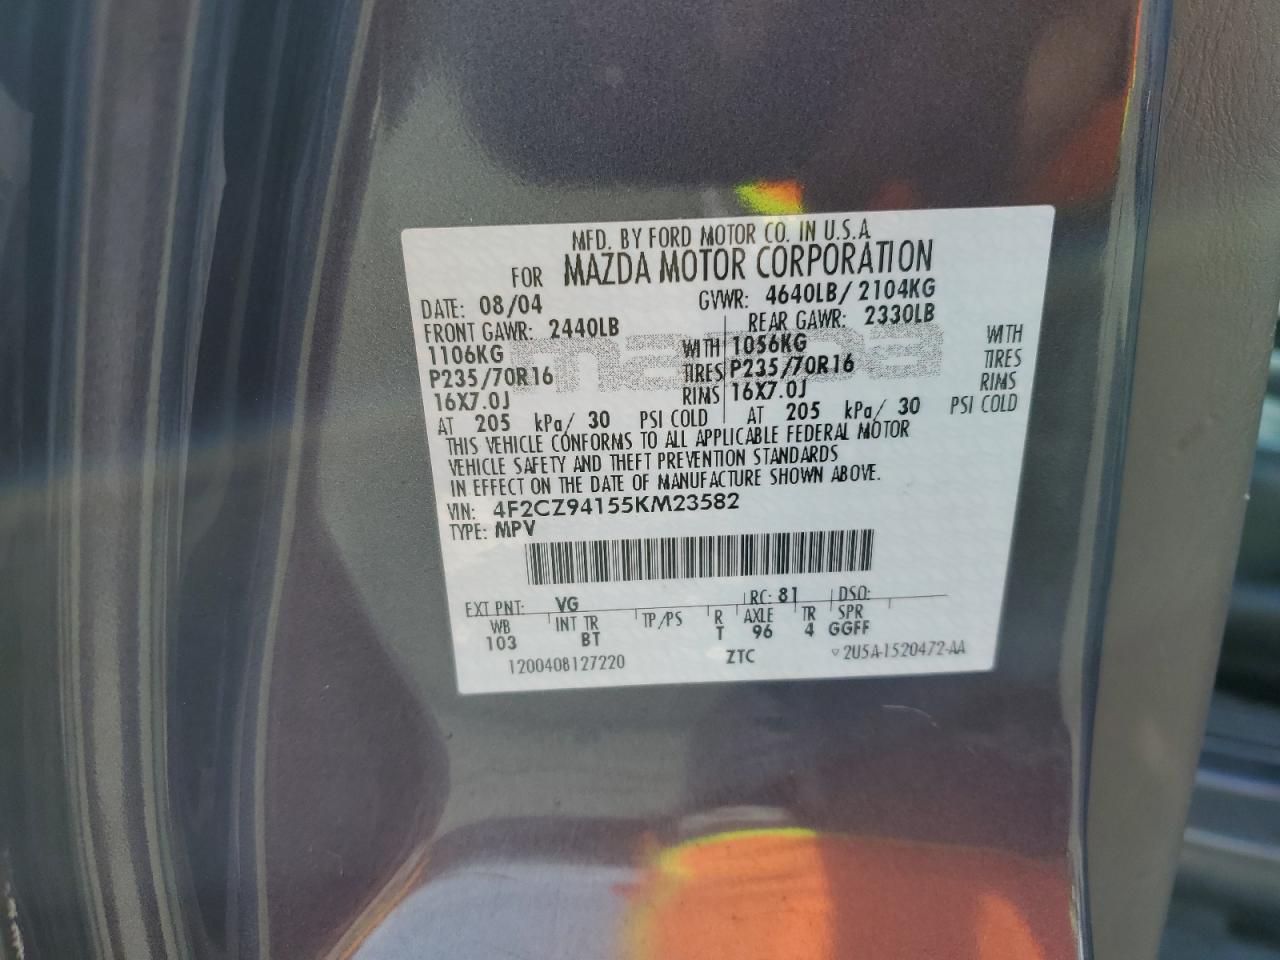 MFD. BY FORD MOTOR CO. IN U.S.A
FOR MAZDA MOTOR CORPORATION
DATE: 08/04 GVWR: 4640LB/ 2104KG
FRONT GAWR: 2440LB REAR GAWR: 2330LB
1106KG WITH 1056KG WITH
P235/70R16 TIRES P235/70R16 TIRES
16X7.0J RIMS 16X7.0J RIMS
AT 205 kPa/ 30 PSI COLD AT 205 kPa/ 30 PSI COLD
THIS VEHICLE CONFORMS TO ALL APPLICABLE FEDERAL MOTOR
VEHICLE SAFETY AND THEFT PREVENTION STANDARDS
IN EFFECT ON THE DATE OF MANUFACTURE SHOWN ABOVE.
VIN: 4F2CZ94155KM23582
TYPE: MPV
EXT PNT: VG RC: 81 DSO:
WB INT TR TP/PS R AXLE TR SPR
103 BT T 96 4 GGFF
1200408127220 ZTC ▿2U5A-1520472-AA
mazda